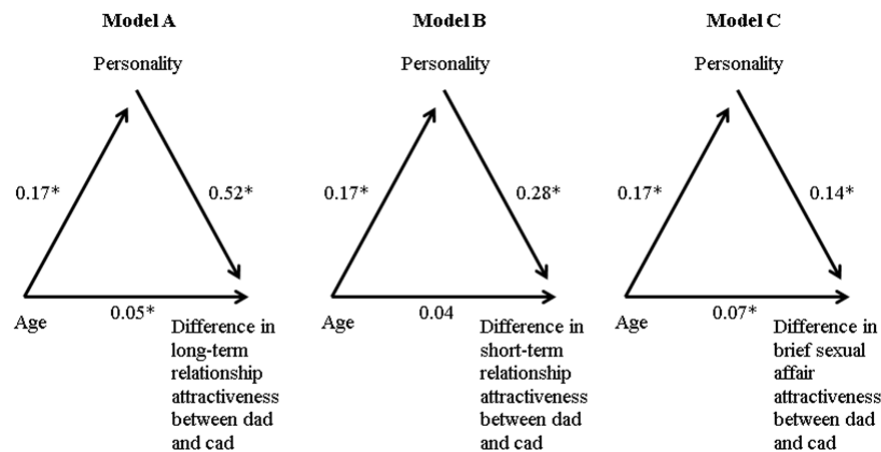 Model A
Personality
0.17*
0.52*
0.05*
Age
Difference in
long-term
relationship
attractiveness
between dad
and cad
Model B
Personality
0.17*
0.28*
0.04
Age
Difference in
short-term
relationship
attractiveness
between dad
and cad
Model C
Personality
0.17*
0.14*
0.07*
Age
Difference in
brief sexual
affair
attractiveness
between dad
and cad